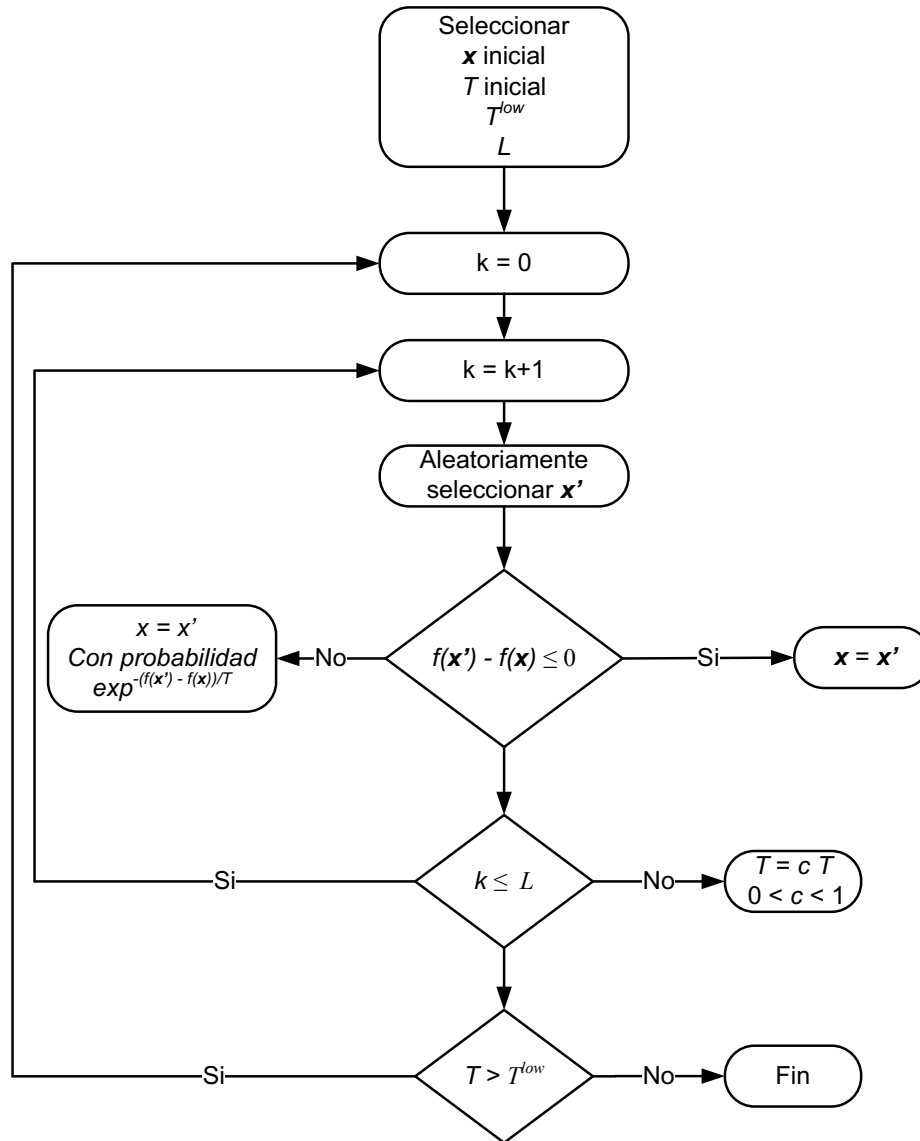 Seleccionar
x inicial
T inicial
T^low
L
k = 0
k = k+1
Aleatoriamente
seleccionar x’
x = x’
Con probabilidad
exp^-(f(x’) - f(x))/T
No
f(x’) - f(x) ≤ 0
Si
x = x’
Si
k ≤ L
No
T = c T
0 < c < 1
Si
T > T^low
No
Fin